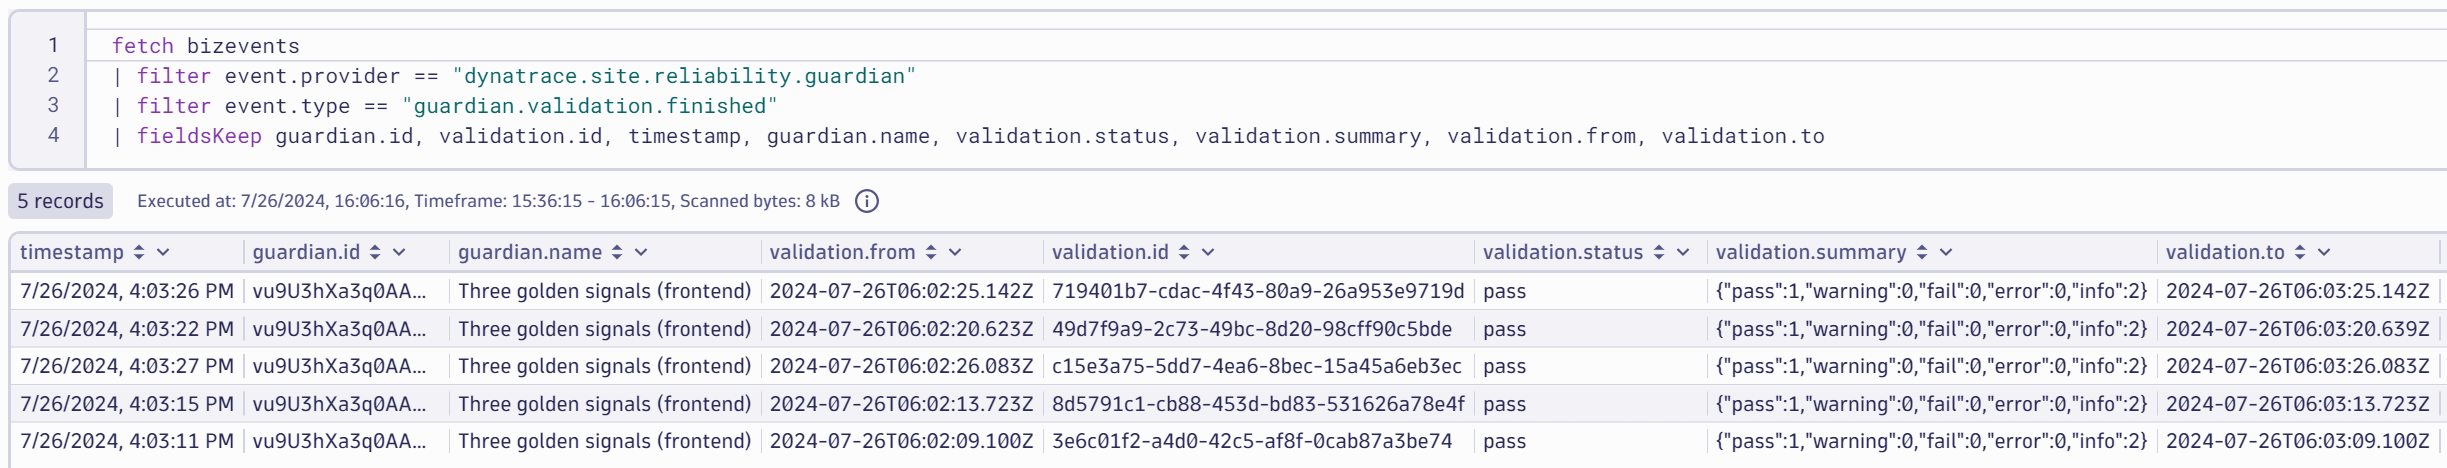 1 fetch bizevents
2 | filter event.provider == "dynatrace.site.reliability.guardian"
3 | filter event.type == "guardian.validation.finished"
4 | fieldsKeep guardian.id, validation.id, timestamp, guardian.name, validation.status, validation.summary, validation.from, validation.to
5 records Executed at: 7/26/2024, 16:06:16, Timeframe: 15:36:15 - 16:06:15, Scanned bytes: 8 kB
timestamp guardian.id guardian.name validation.from validation.id validation.status validation.summary validation.to
7/26/2024, 4:03:26 PM vu9U3hXa3q0AA... Three golden signals (frontend) 2024-07-26T06:02:25.142Z 719401b7-cdac-4f43-80a9-26a953e9719d pass {"pass":1,"warning":0,"fail":0,"error":0,"info":2} 2024-07-26T06:03:25.142Z
7/26/2024, 4:03:22 PM vu9U3hXa3q0AA... Three golden signals (frontend) 2024-07-26T06:02:20.623Z 49d7f9a9-2c73-49bc-8d20-98cff90c5bde pass {"pass":1,"warning":0,"fail":0,"error":0,"info":2} 2024-07-26T06:03:20.639Z
7/26/2024, 4:03:27 PM vu9U3hXa3q0AA... Three golden signals (frontend) 2024-07-26T06:02:26.083Z c15e3a75-5dd7-4ea6-8bec-15a45a6eb3ec pass {"pass":1,"warning":0,"fail":0,"error":0,"info":2} 2024-07-26T06:03:26.083Z
7/26/2024, 4:03:15 PM vu9U3hXa3q0AA... Three golden signals (frontend) 2024-07-26T06:02:13.723Z 8d5791c1-cb88-453d-bd83-531626a78e4f pass {"pass":1,"warning":0,"fail":0,"error":0,"info":2} 2024-07-26T06:03:13.723Z
7/26/2024, 4:03:11 PM vu9U3hXa3q0AA... Three golden signals (frontend) 2024-07-26T06:02:09.100Z 3e6c01f2-a4d0-42c5-af8f-0cab87a3be74 pass {"pass":1,"warning":0,"fail":0,"error":0,"info":2} 2024-07-26T06:03:09.100Z